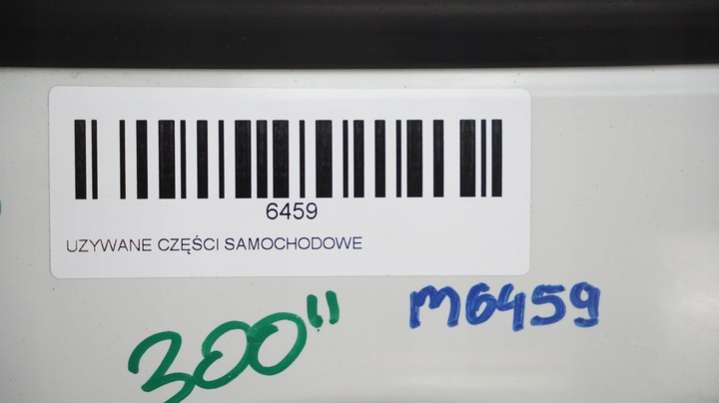 6459
UZYWANE CZĘŚCI SAMOCHODOWE
m6459
300"